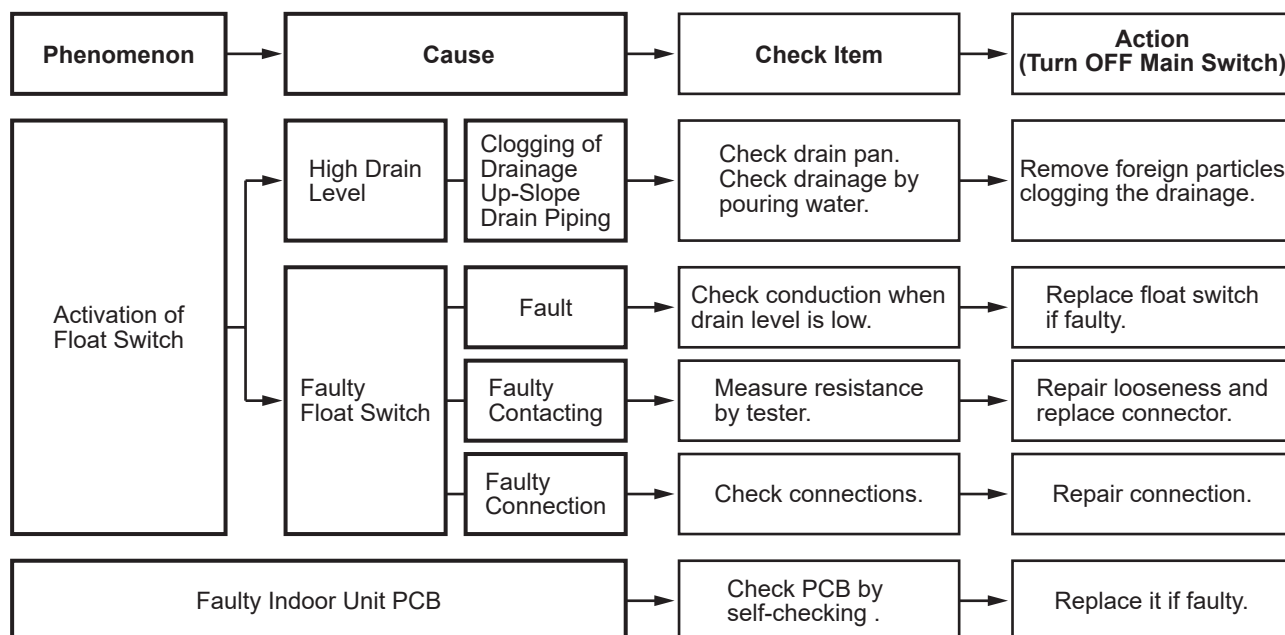 Phenomenon
Cause
Check Item
Action
(Turn OFF Main Switch)
Activation of
Float Switch
High Drain
Level
Clogging of
Drainage
Up-Slope
Drain Piping
Check drain pan.
Check drainage by
pouring water.
Remove foreign particles
clogging the drainage.
Faulty
Float Switch
Fault
Check conduction when
drain level is low.
Replace float switch
if faulty.
Faulty
Contacting
Measure resistance
by tester.
Repair looseness and
replace connector.
Faulty
Connection
Check connections.
Repair connection.
Faulty Indoor Unit PCB
Check PCB by
self-checking .
Replace it if faulty.